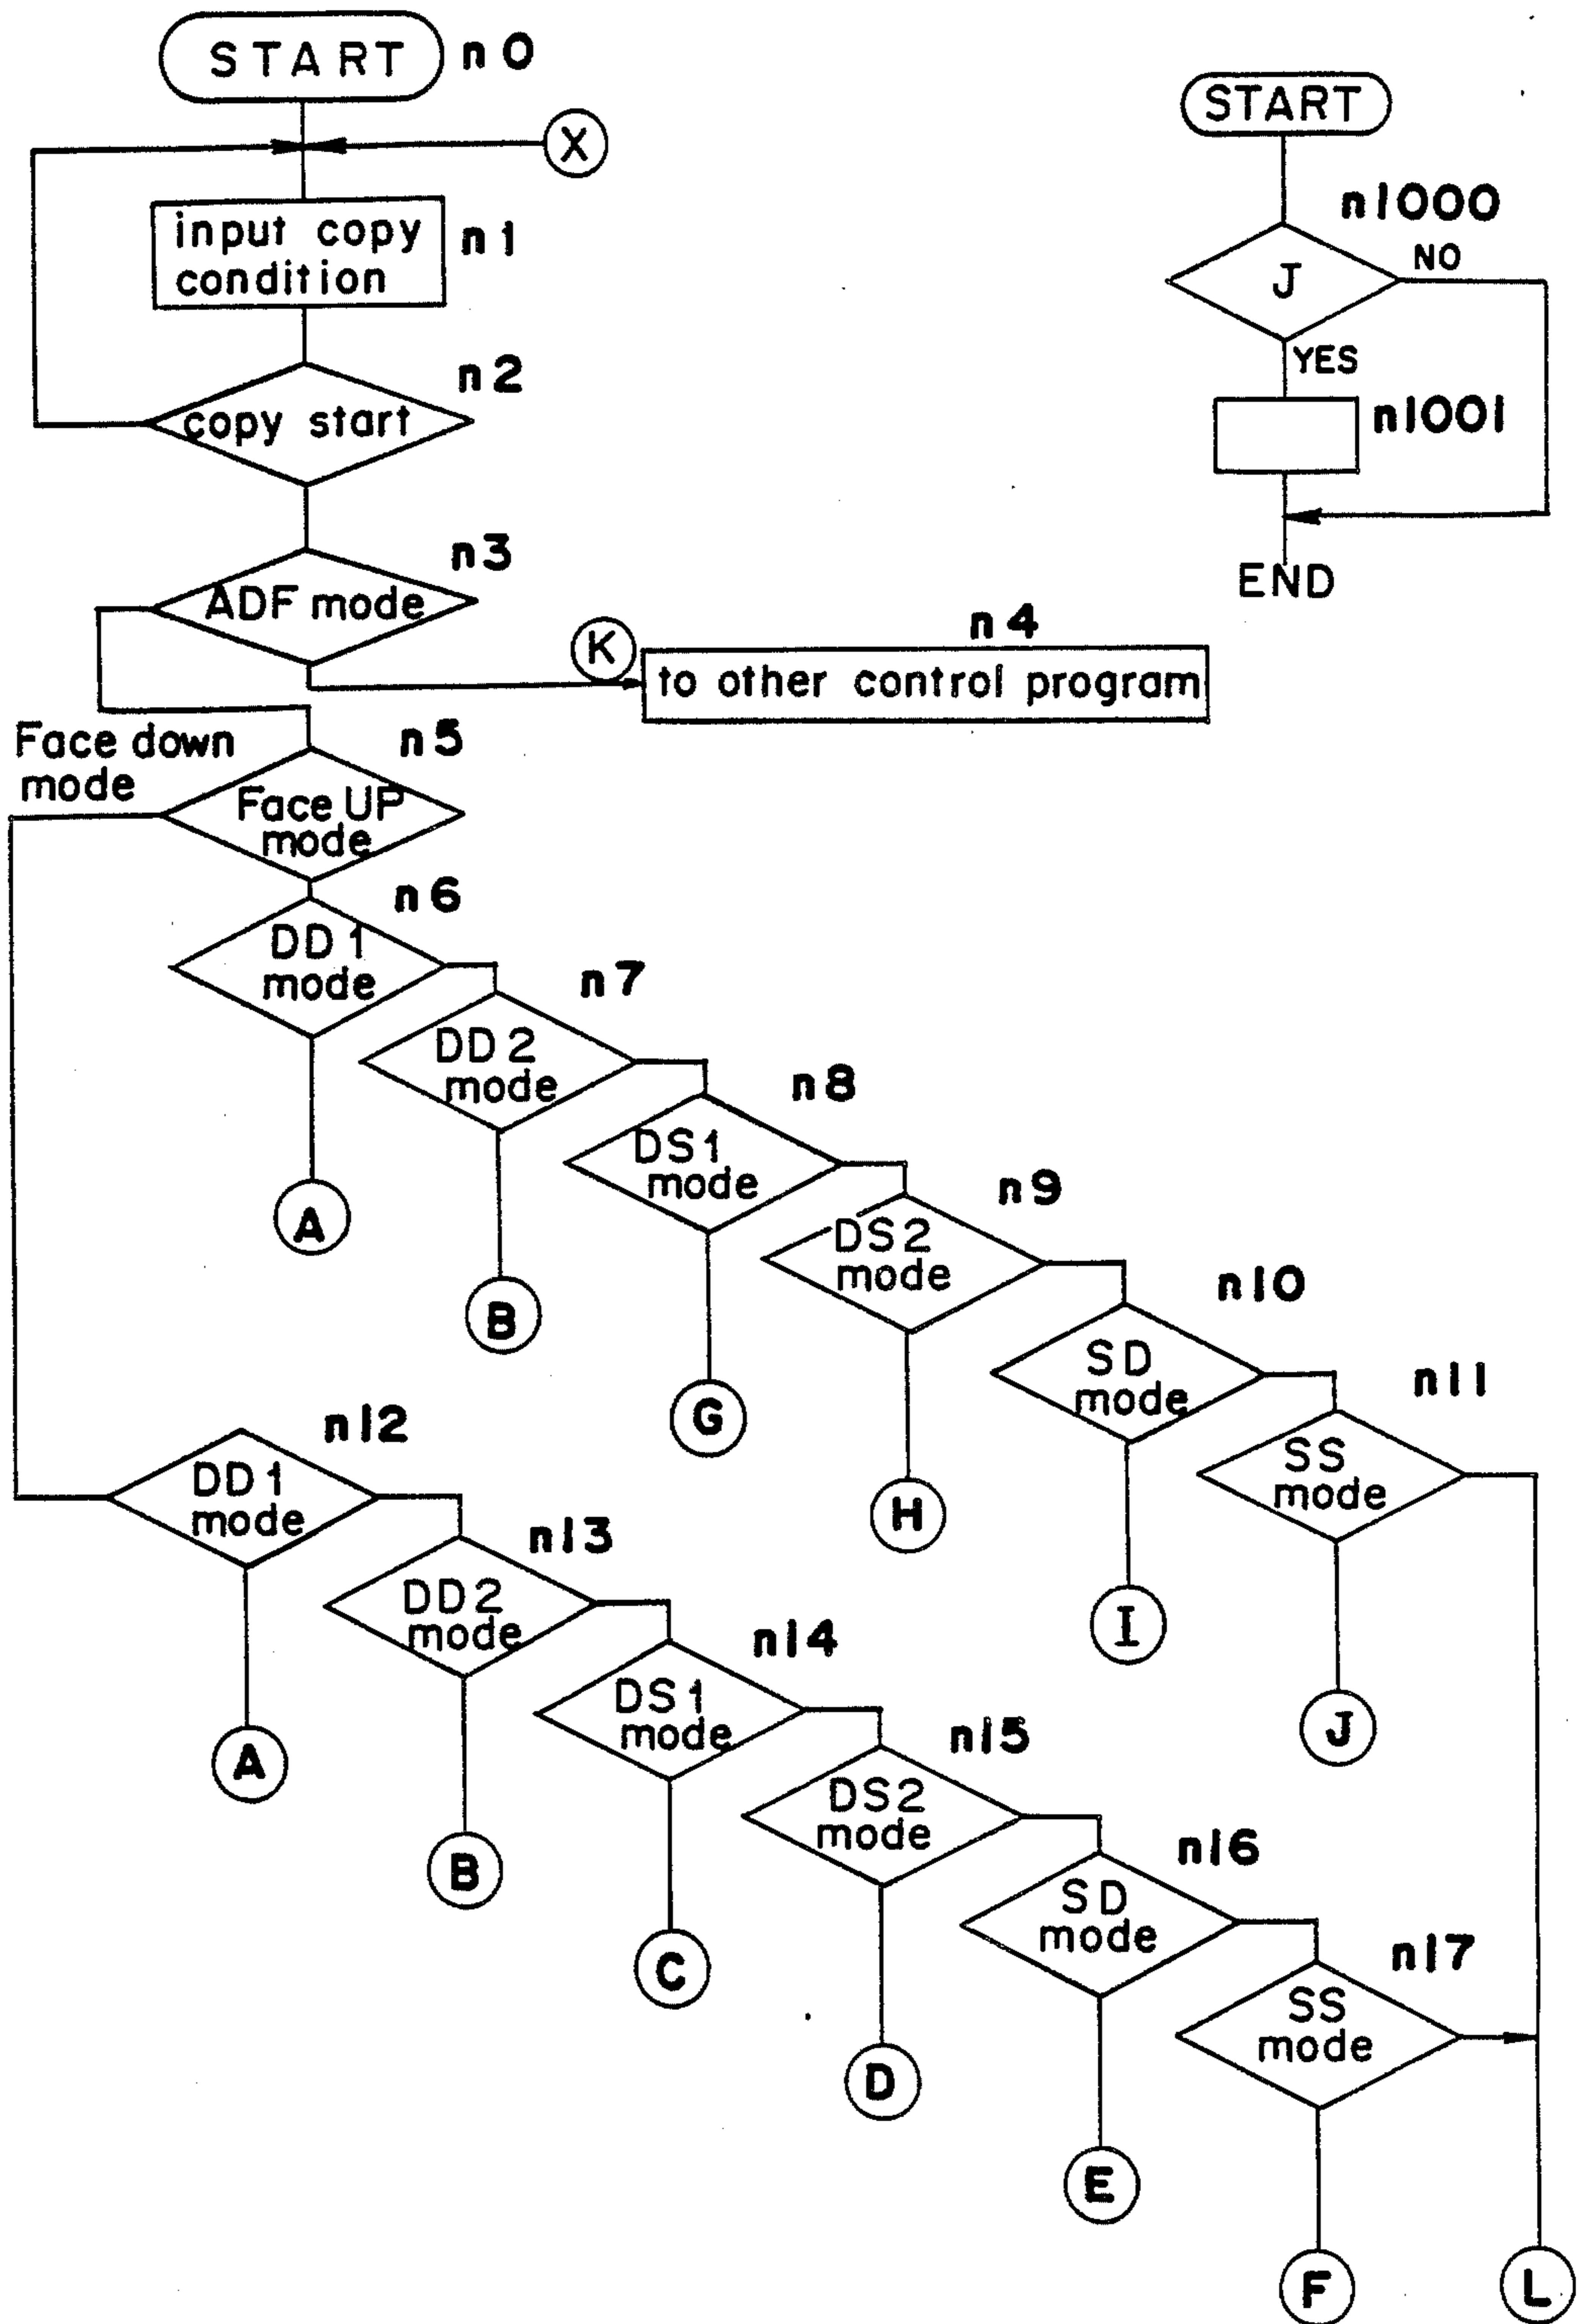 START n0
X
input copy
condition
n1
n2
copy start
n3
ADF mode
K
n4
to other control program
Face down
mode
n5
Face UP
mode
n6
DD1
mode
n7
DD2
mode
n8
DS1
mode
n9
DS2
mode
n10
SD
mode
n11
SS
mode
A
B
G
H
I
J
n12
DD1
mode
n13
DD2
mode
n14
DS1
mode
n15
DS2
mode
n16
SD
mode
n17
SS
mode
A
B
C
D
E
F
L
START
n1000
J
NO
YES
n1001
END